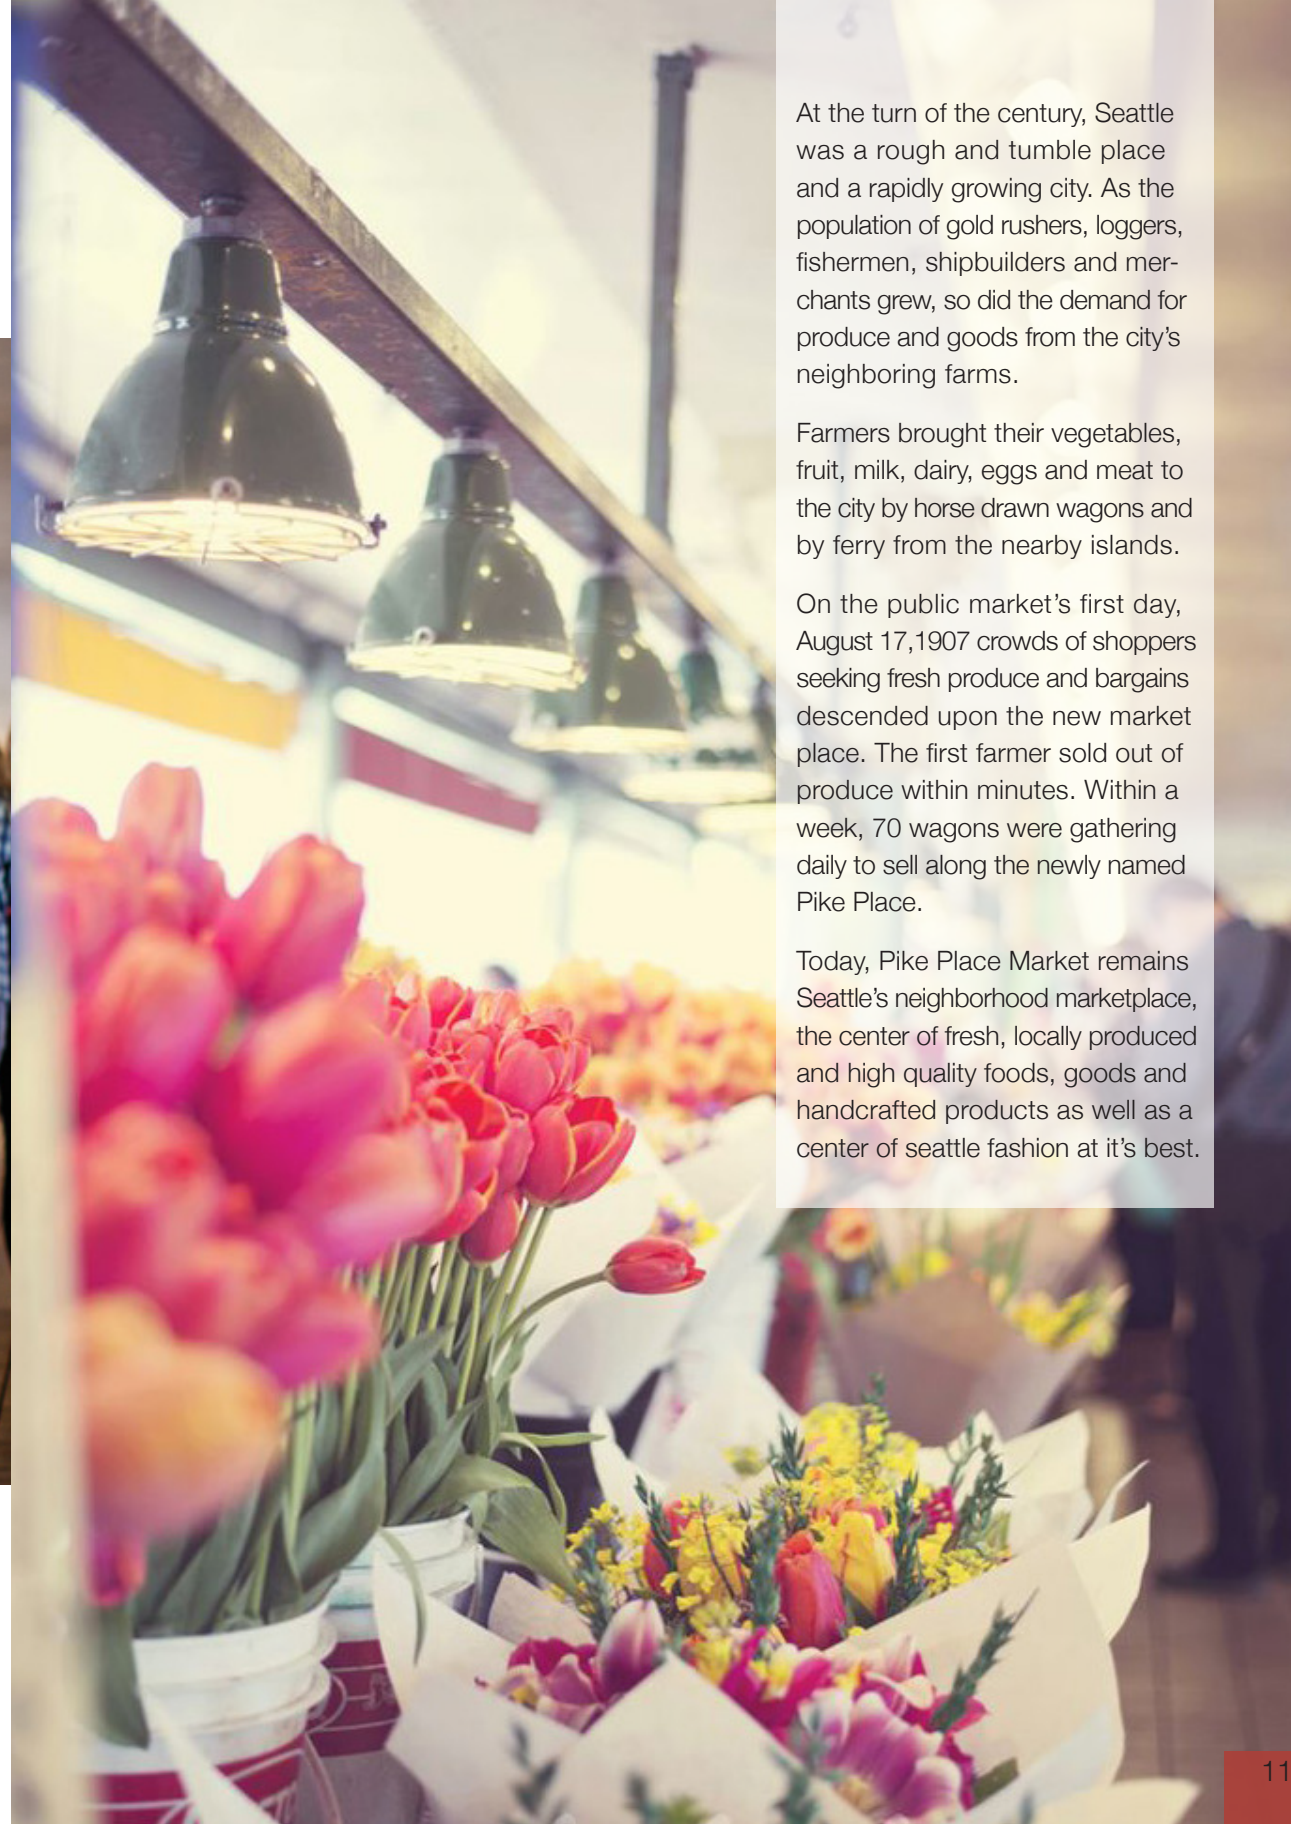 At the turn of the century, Seattle
was a rough and tumble place
and a rapidly growing city. As the
population of gold rushers, loggers,
fishermen, shipbuilders and mer-
chants grew, so did the demand for
produce and goods from the city’s
neighboring farms.
Farmers brought their vegetables,
fruit, milk, dairy, eggs and meat to
the city by horse drawn wagons and
by ferry from the nearby islands.
On the public market’s first day,
August 17,1907 crowds of shoppers
seeking fresh produce and bargains
descended upon the new market
place. The first farmer sold out of
produce within minutes. Within a
week, 70 wagons were gathering
daily to sell along the newly named
Pike Place.
Today, Pike Place Market remains
Seattle’s neighborhood marketplace,
the center of fresh, locally produced
and high quality foods, goods and
handcrafted products as well as a
center of seattle fashion at it’s best.
11